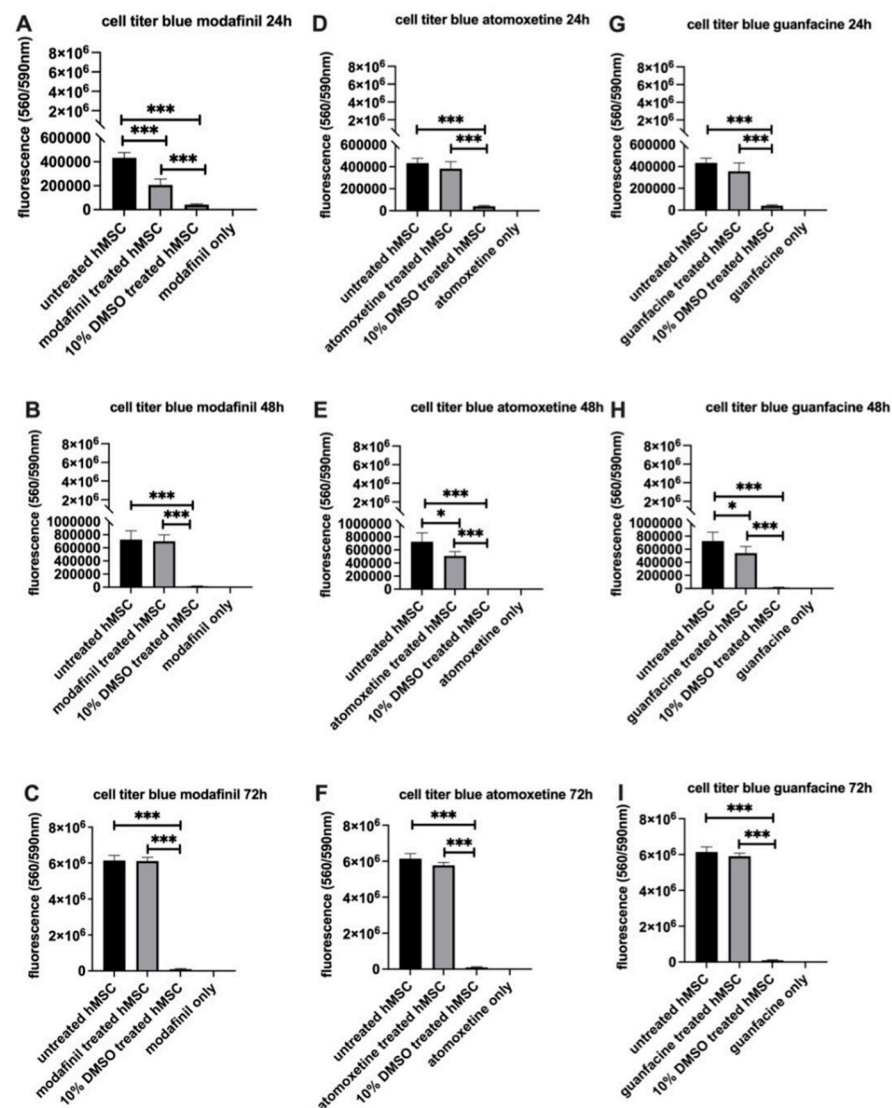 A
cell titer blue modafinil 24h
fluorescence (560/590nm)
8×10⁶
6×10⁶
4×10⁶
2×10⁶
600000
400000
200000
0
***
***
***
untreated hMSC
modafinil treated hMSC
10% DMSO treated hMSC
modafinil only
D
cell titer blue atomoxetine 24h
fluorescence (560/590nm)
8×10⁶
6×10⁶
4×10⁶
2×10⁶
600000
400000
200000
0
***
***
untreated hMSC
atomoxetine treated hMSC
10% DMSO treated hMSC
atomoxetine only
G
cell titer blue guanfacine 24h
fluorescence (560/590nm)
8×10⁶
6×10⁶
4×10⁶
2×10⁶
600000
400000
200000
0
***
***
untreated hMSC
guanfacine treated hMSC
10% DMSO treated hMSC
guanfacine only
B
cell titer blue modafinil 48h
fluorescence (560/590nm)
8×10⁶
6×10⁶
4×10⁶
2×10⁶
1000000
800000
600000
400000
200000
0
***
***
untreated hMSC
modafinil treated hMSC
10% DMSO treated hMSC
modafinil only
E
cell titer blue atomoxetine 48h
fluorescence (560/590nm)
8×10⁶
6×10⁶
4×10⁶
2×10⁶
1000000
800000
600000
400000
200000
0
***
*
***
untreated hMSC
atomoxetine treated hMSC
10% DMSO treated hMSC
atomoxetine only
H
cell titer blue guanfacine 48h
fluorescence (560/590nm)
8×10⁶
6×10⁶
4×10⁶
2×10⁶
1000000
800000
600000
400000
200000
0
***
*
***
untreated hMSC
guanfacine treated hMSC
10% DMSO treated hMSC
guanfacine only
C
cell titer blue modafinil 72h
fluorescence (560/590nm)
8×10⁶
6×10⁶
4×10⁶
2×10⁶
0
***
***
untreated hMSC
modafinil treated hMSC
10% DMSO treated hMSC
modafinil only
F
cell titer blue atomoxetine 72h
fluorescence (560/590nm)
8×10⁶
6×10⁶
4×10⁶
2×10⁶
0
***
***
untreated hMSC
atomoxetine treated hMSC
10% DMSO treated hMSC
atomoxetine only
I
cell titer blue guanfacine 72h
fluorescence (560/590nm)
8×10⁶
6×10⁶
4×10⁶
2×10⁶
0
***
***
untreated hMSC
guanfacine treated hMSC
10% DMSO treated hMSC
guanfacine only